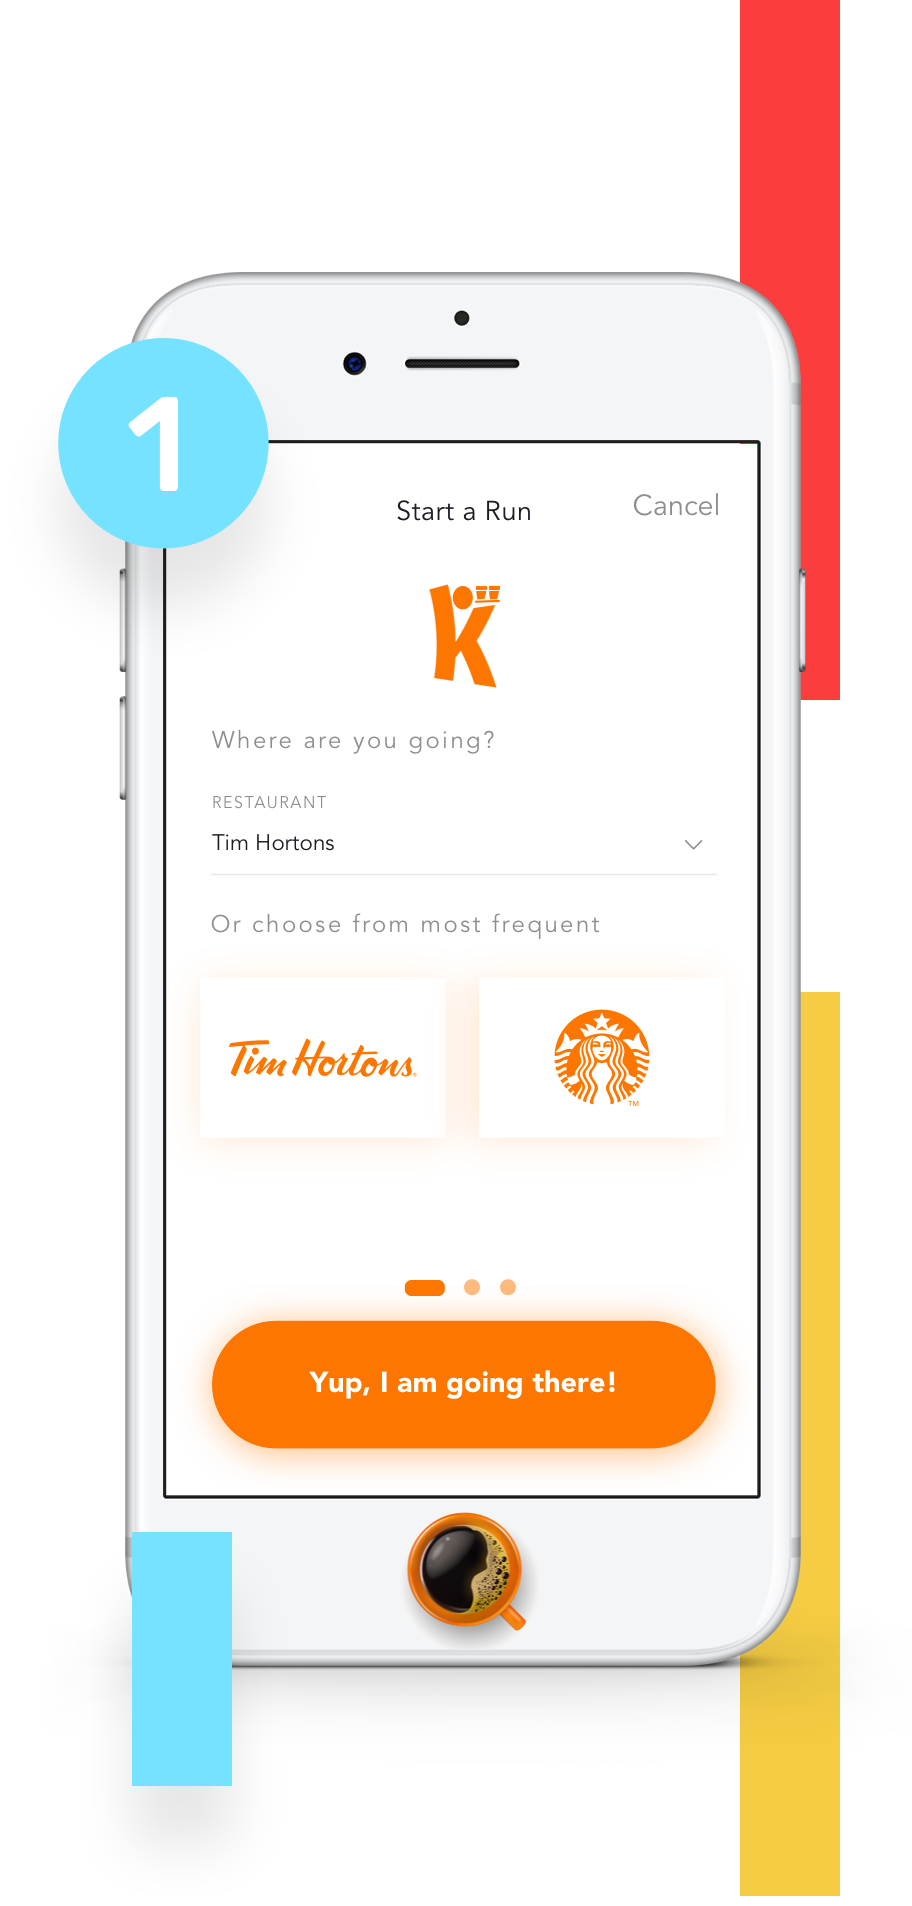 1
Start a Run
Cancel
K
Where are you going?
RESTAURANT
Tim Hortons
Or choose from most frequent
Tim Hortons
TM
Yup, I am going there!